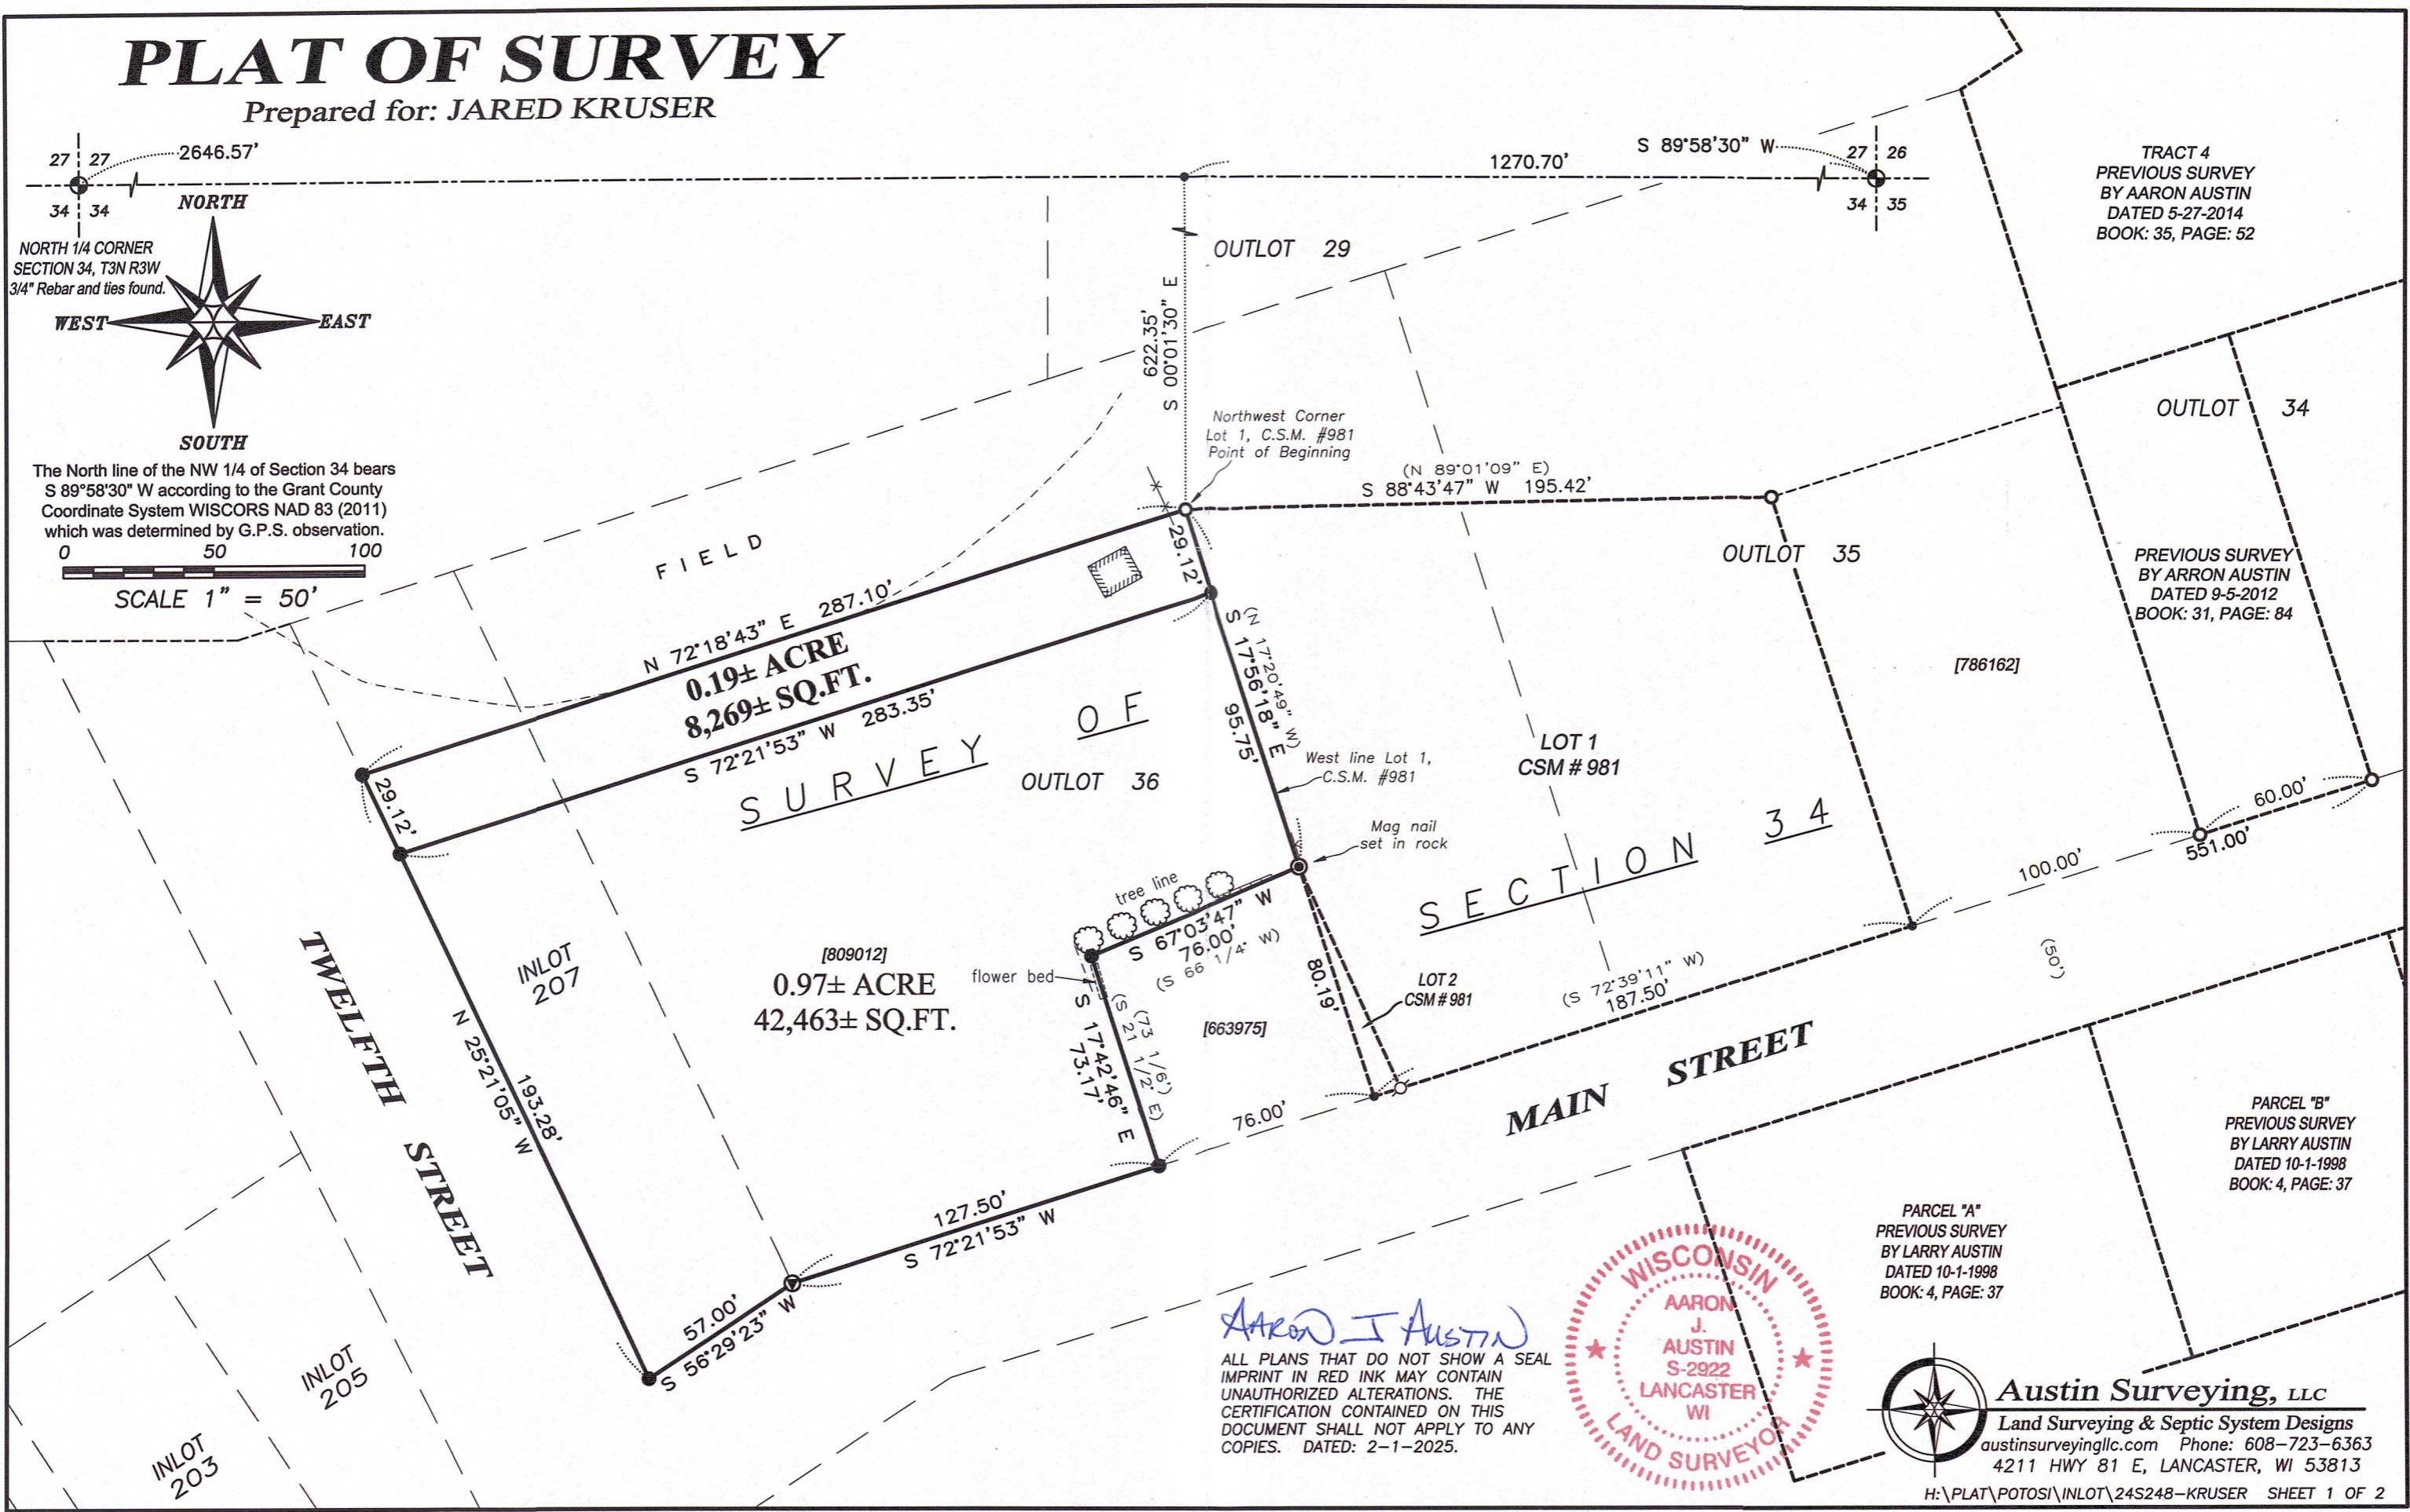 PLAT OF SURVEY
Prepared for: JARED KRUSER
27 27
34 34
2646.57'
NORTH 1/4 CORNER
SECTION 34, T3N R3W
3/4" Rebar and ties found.
NORTH
WEST
EAST
SOUTH
The North line of the NW 1/4 of Section 34 bears
S 89°58'30" W according to the Grant County
Coordinate System WISCORS NAD 83 (2011)
which was determined by G.P.S. observation.
0 50 100
SCALE 1" = 50'
1270.70'
S 89°58'30" W
27 26
34 35
OUTLOT 29
622.35'
S 00°01'30" E
Northwest Corner
Lot 1, C.S.M. #981
Point of Beginning
(N 89°01'09" E)
S 88°43'47" W 195.42'
TRACT 4
PREVIOUS SURVEY
BY AARON AUSTIN
DATED 5-27-2014
BOOK: 35, PAGE: 52
OUTLOT 34
OUTLOT 35
PREVIOUS SURVEY
BY ARRON AUSTIN
DATED 9-5-2012
BOOK: 31, PAGE: 84
[786162]
FIELD
N 72°18'43" E 287.10'
0.19± ACRE
8,269± SQ.FT.
S 72°21'53" W 283.35'
29.12'
29.12'
(N 17°20'49" W)
S 17°56'18" E
95.75'
SURVEY OF
OUTLOT 36
West line Lot 1,
C.S.M. #981
LOT 1
CSM # 981
Mag nail
set in rock
SECTION 34
60.00'
551.00'
100.00'
(50')
tree line
S 67°03'47" W
76.00'
(S 66 1/4° W)
flower bed
(73 1/6')
(S 21 1/2° E)
S 17°42'46" E
73.17'
[663975]
80.19'
LOT 2
CSM # 981
(S 72°39'11" W)
187.50'
INLOT
207
[809012]
0.97± ACRE
42,463± SQ.FT.
TWELFTH STREET
193.28'
N 25°21'05" W
76.00'
MAIN STREET
127.50'
S 72°21'53" W
57.00'
S 56°29'23" W
INLOT
205
INLOT
203
PARCEL "B"
PREVIOUS SURVEY
BY LARRY AUSTIN
DATED 10-1-1998
BOOK: 4, PAGE: 37
PARCEL "A"
PREVIOUS SURVEY
BY LARRY AUSTIN
DATED 10-1-1998
BOOK: 4, PAGE: 37
AARON J AUSTIN
ALL PLANS THAT DO NOT SHOW A SEAL
IMPRINT IN RED INK MAY CONTAIN
UNAUTHORIZED ALTERATIONS. THE
CERTIFICATION CONTAINED ON THIS
DOCUMENT SHALL NOT APPLY TO ANY
COPIES. DATED: 2-1-2025.
WISCONSIN
AARON
J.
AUSTIN
S-2922
LANCASTER
WI
LAND SURVEYOR
Austin Surveying, LLC
Land Surveying & Septic System Designs
austinsurveyingllc.com Phone: 608-723-6363
4211 HWY 81 E, LANCASTER, WI 53813
H:\PLAT\POTOSI\INLOT\24S248-KRUSER SHEET 1 OF 2